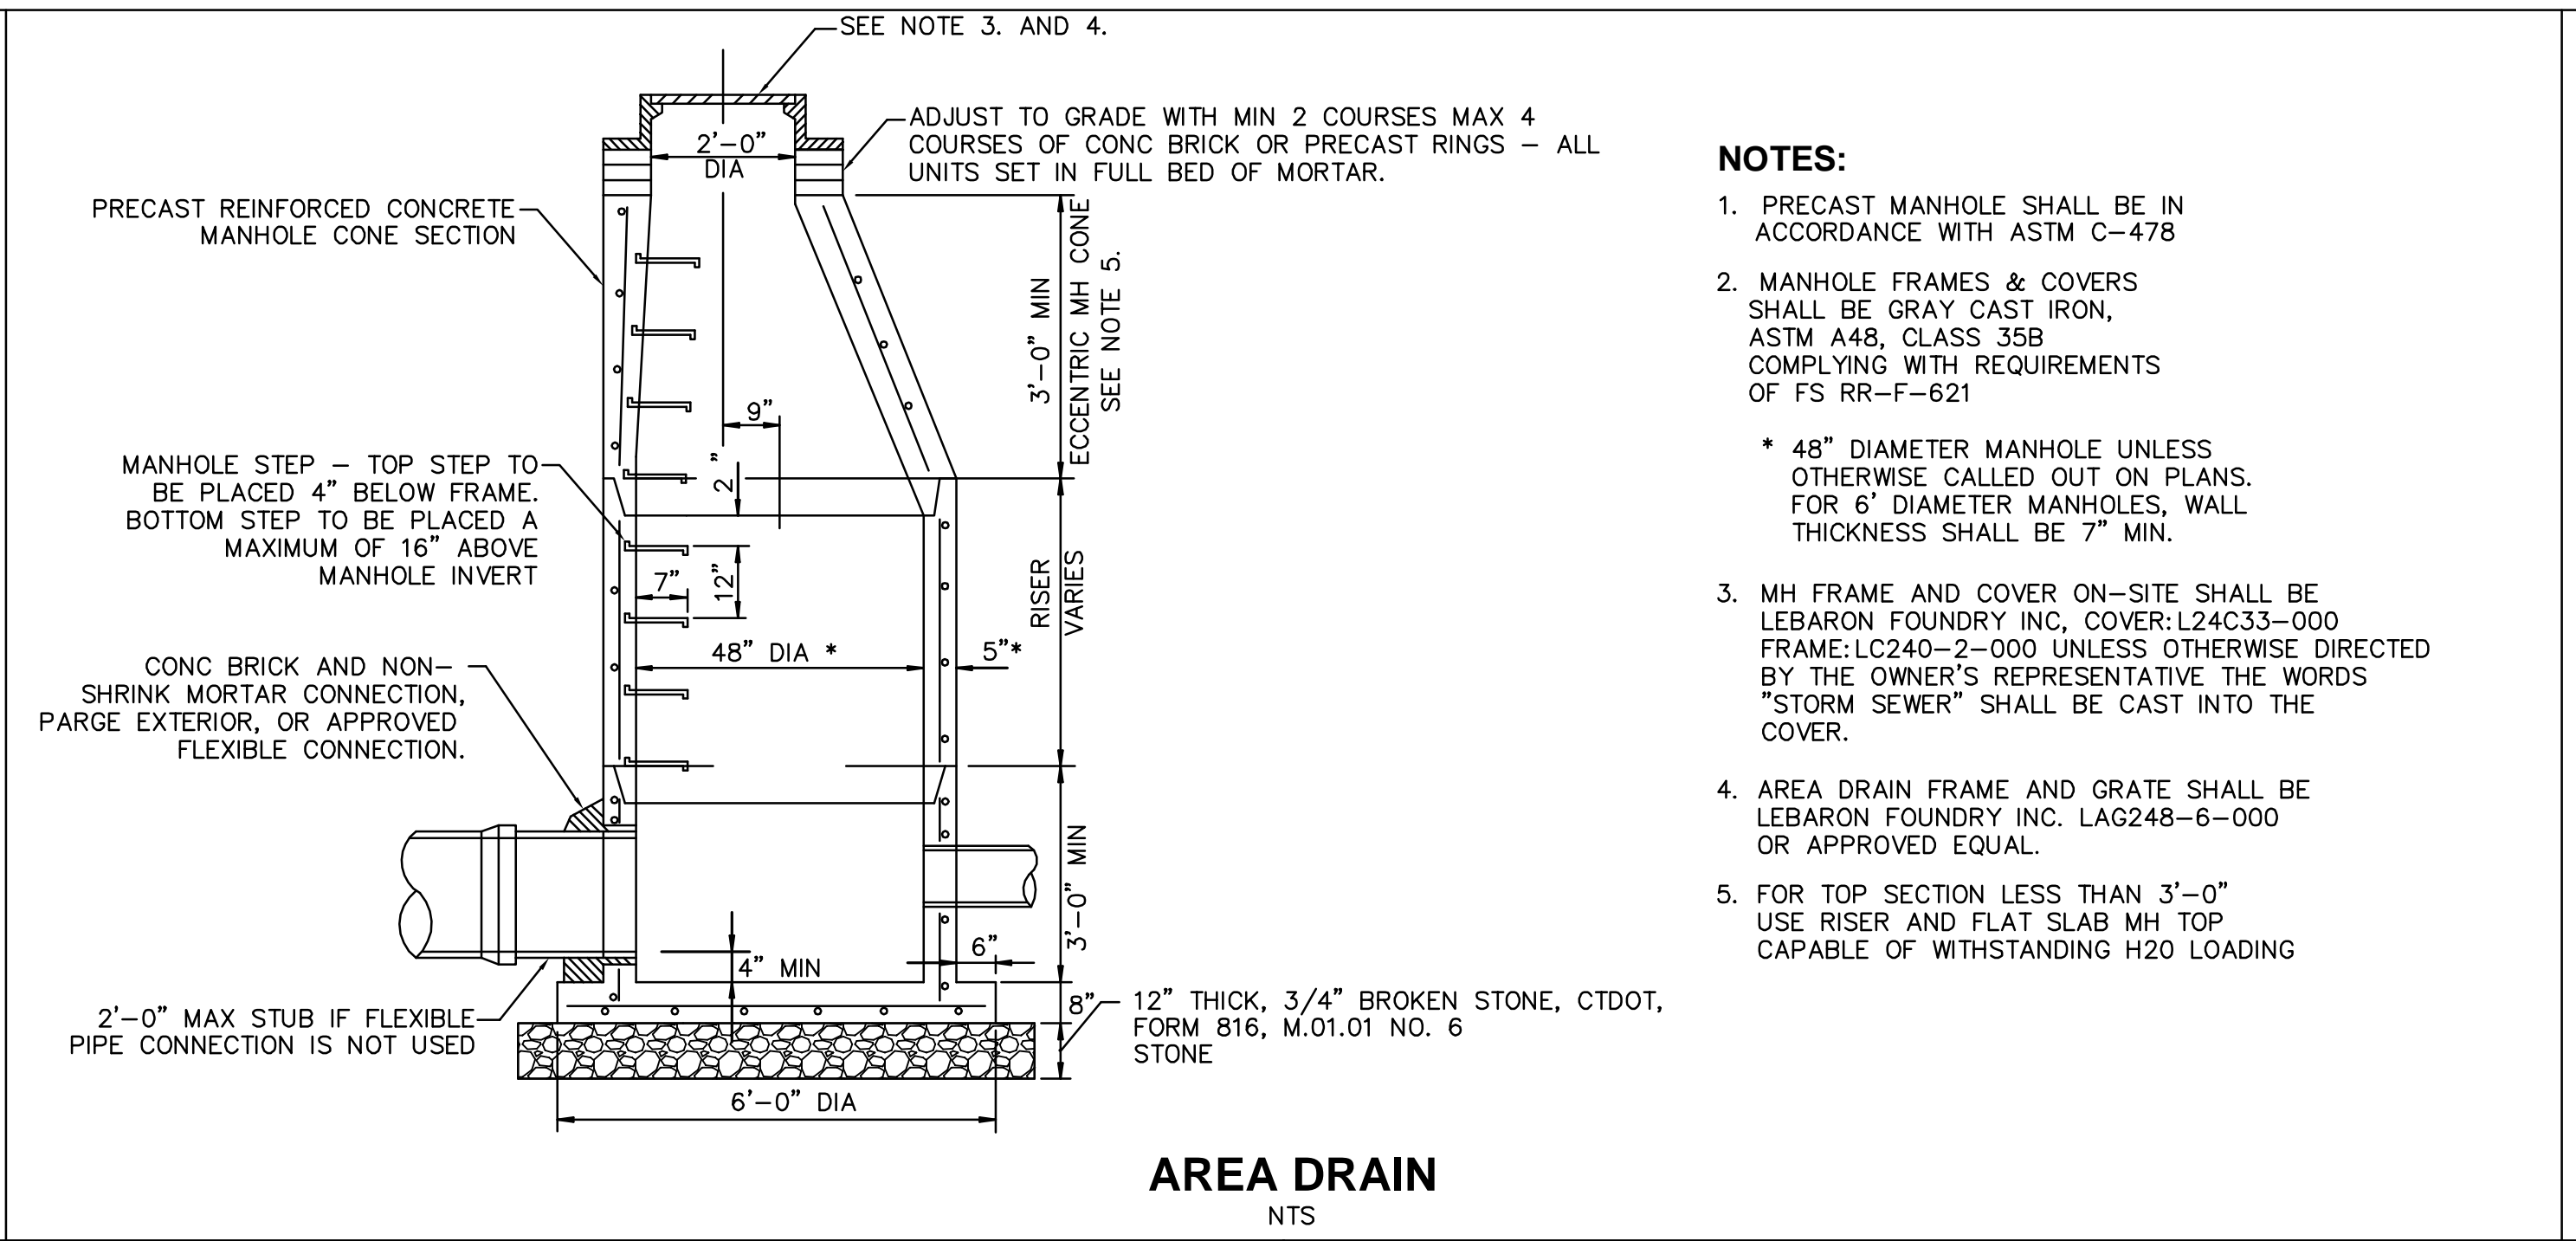 SEE NOTE 3. AND 4.
ADJUST TO GRADE WITH MIN 2 COURSES MAX 4
COURSES OF CONC BRICK OR PRECAST RINGS – ALL
UNITS SET IN FULL BED OF MORTAR.
2'-0"
DIA
PRECAST REINFORCED CONCRETE
MANHOLE CONE SECTION
3'-0" MIN
ECCENTRIC MH CONE
SEE NOTE 5.
9"
2"
MANHOLE STEP – TOP STEP TO
BE PLACED 4" BELOW FRAME.
BOTTOM STEP TO BE PLACED A
MAXIMUM OF 16" ABOVE
MANHOLE INVERT
7"
12"
RISER
VARIES
48" DIA *
5"*
CONC BRICK AND NON-
SHRINK MORTAR CONNECTION,
PARGE EXTERIOR, OR APPROVED
FLEXIBLE CONNECTION.
3'-0" MIN
6"
4" MIN
8"
2'-0" MAX STUB IF FLEXIBLE
PIPE CONNECTION IS NOT USED
12" THICK, 3/4" BROKEN STONE, CTDOT,
FORM 816, M.01.01 NO. 6
STONE
6'-0" DIA
AREA DRAIN
NTS
NOTES:
1. PRECAST MANHOLE SHALL BE IN
ACCORDANCE WITH ASTM C-478
2. MANHOLE FRAMES & COVERS
SHALL BE GRAY CAST IRON,
ASTM A48, CLASS 35B
COMPLYING WITH REQUIREMENTS
OF FS RR-F-621
* 48" DIAMETER MANHOLE UNLESS
OTHERWISE CALLED OUT ON PLANS.
FOR 6' DIAMETER MANHOLES, WALL
THICKNESS SHALL BE 7" MIN.
3. MH FRAME AND COVER ON-SITE SHALL BE
LEBARON FOUNDRY INC, COVER: L24C33-000
FRAME: LC240-2-000 UNLESS OTHERWISE DIRECTED
BY THE OWNER'S REPRESENTATIVE THE WORDS
"STORM SEWER" SHALL BE CAST INTO THE
COVER.
4. AREA DRAIN FRAME AND GRATE SHALL BE
LEBARON FOUNDRY INC. LAG248-6-000
OR APPROVED EQUAL.
5. FOR TOP SECTION LESS THAN 3'-0"
USE RISER AND FLAT SLAB MH TOP
CAPABLE OF WITHSTANDING H20 LOADING